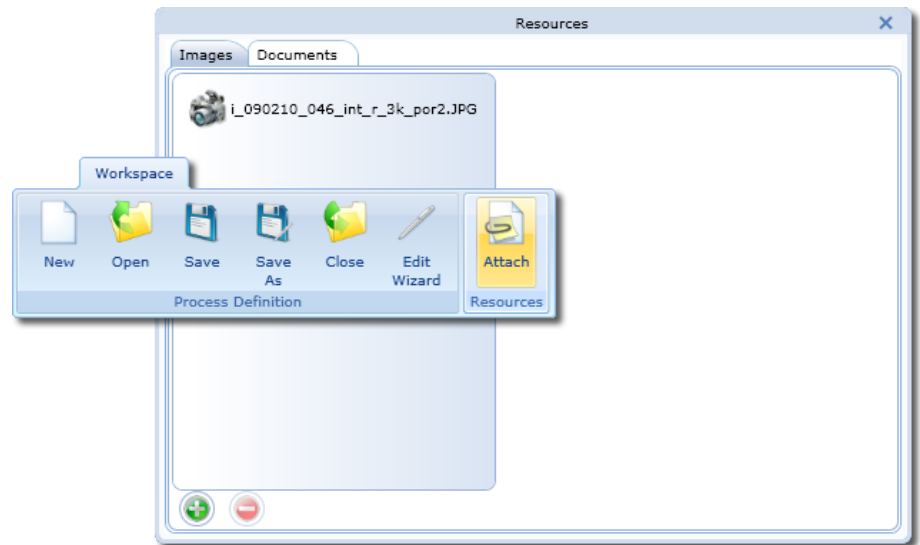 Resources
Images Documents
i_090210_046_int_r_3k_por2.JPG
Workspace
New Open Save Save As Close Edit Wizard Attach
Process Definition Resources